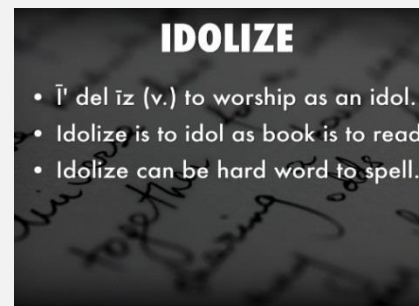 IDOLIZE
• Ī' del īz (v.) to worship as an idol.
• Idolize is to idol as book is to read
• Idolize can be hard word to spell.
together